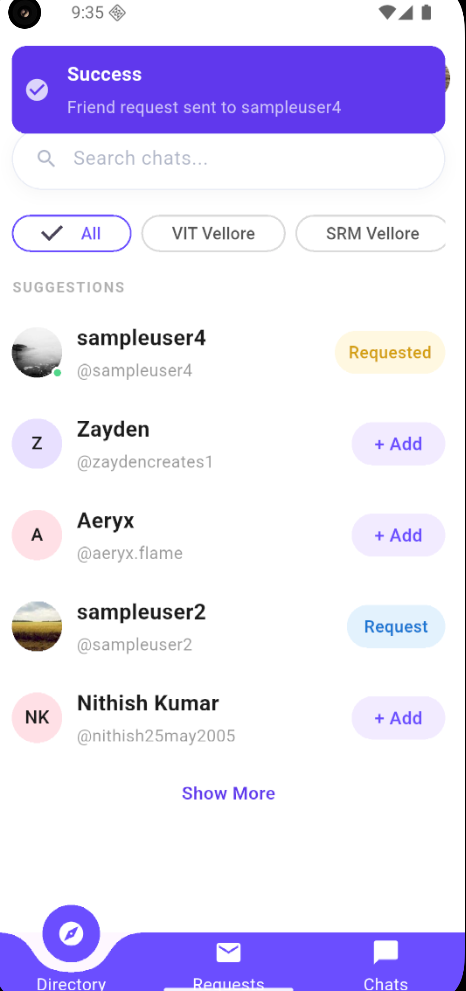 9:35
Success
Friend request sent to sampleuser4
Search chats...
All
VIT Vellore
SRM Vellore
SUGGESTIONS
sampleuser4
@sampleuser4
Requested
Z
Zayden
@zaydencreates1
+ Add
A
Aeryx
@aeryx.flame
+ Add
sampleuser2
@sampleuser2
Request
NK
Nithish Kumar
@nithish25may2005
+ Add
Show More
Directory
Requests
Chats